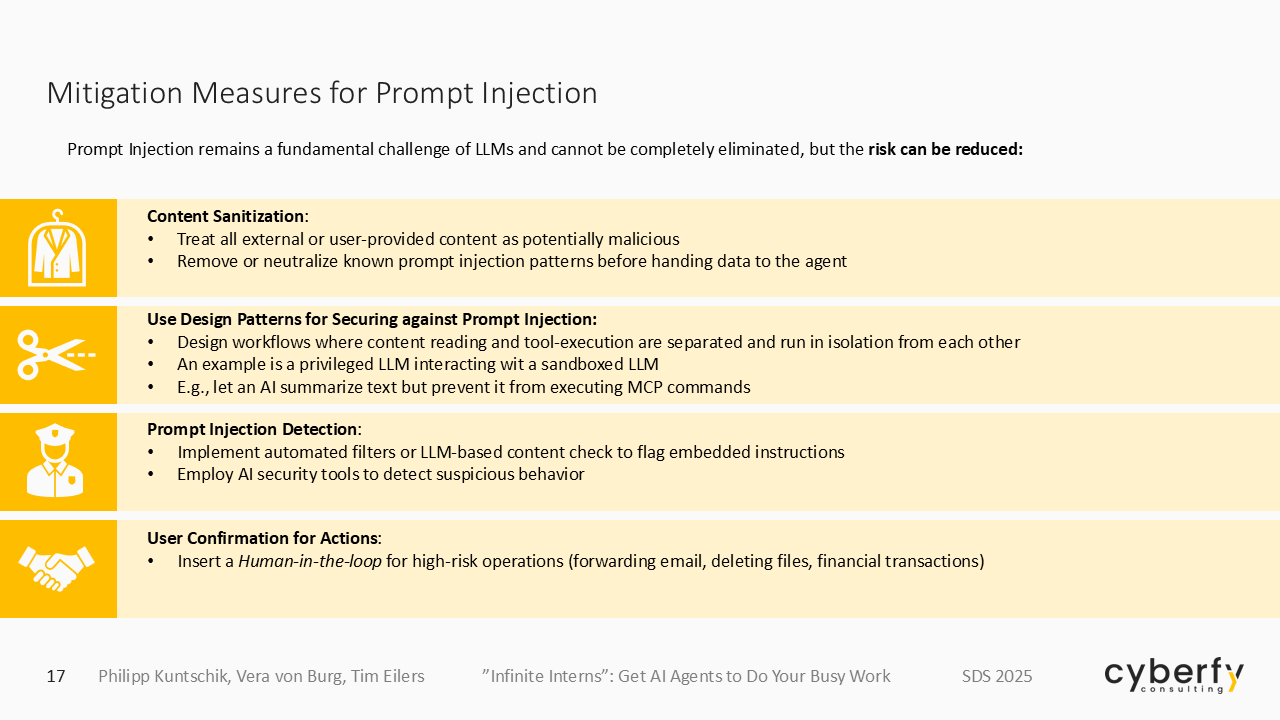 Mitigation Measures for Prompt Injection
Prompt Injection remains a fundamental challenge of LLMs and cannot be completely eliminated, but the risk can be reduced:
Content Sanitization:
• Treat all external or user-provided content as potentially malicious
• Remove or neutralize known prompt injection patterns before handing data to the agent
Use Design Patterns for Securing against Prompt Injection:
• Design workflows where content reading and tool-execution are separated and run in isolation from each other
• An example is a privileged LLM interacting wit a sandboxed LLM
• E.g., let an AI summarize text but prevent it from executing MCP commands
Prompt Injection Detection:
• Implement automated filters or LLM-based content check to flag embedded instructions
• Employ AI security tools to detect suspicious behavior
User Confirmation for Actions:
• Insert a Human-in-the-loop for high-risk operations (forwarding email, deleting files, financial transactions)
17 Philipp Kuntschik, Vera von Burg, Tim Eilers ”Infinite Interns”: Get AI Agents to Do Your Busy Work SDS 2025
cyberfy
consulting